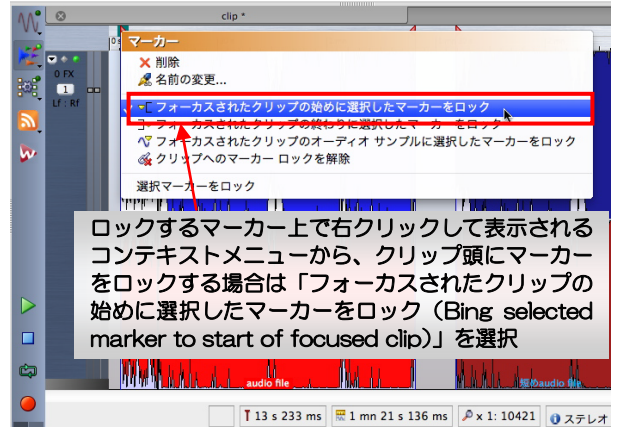 clip *
0 s
マーカー
削除
名前の変更...
0 FX
1
Lf : Rf
フォーカスされたクリップの始めに選択したマーカーをロック
フォーカスされたクリップの終わりに選択したマーカーをロック
フォーカスされたクリップのオーディオ サンプルに選択したマーカーをロック
クリップへのマーカー ロックを解除
選択マーカーをロック
ロックするマーカー上で右クリックして表示される
コンテキストメニューから、クリップ頭にマーカー
をロックする場合は「フォーカスされたクリップの
始めに選択したマーカーをロック（Bing selected
marker to start of focused clip)」を選択
audio file
短めaudio file
13 s 233 ms
1 mn 21 s 136 ms
x 1: 10421
ステレオ